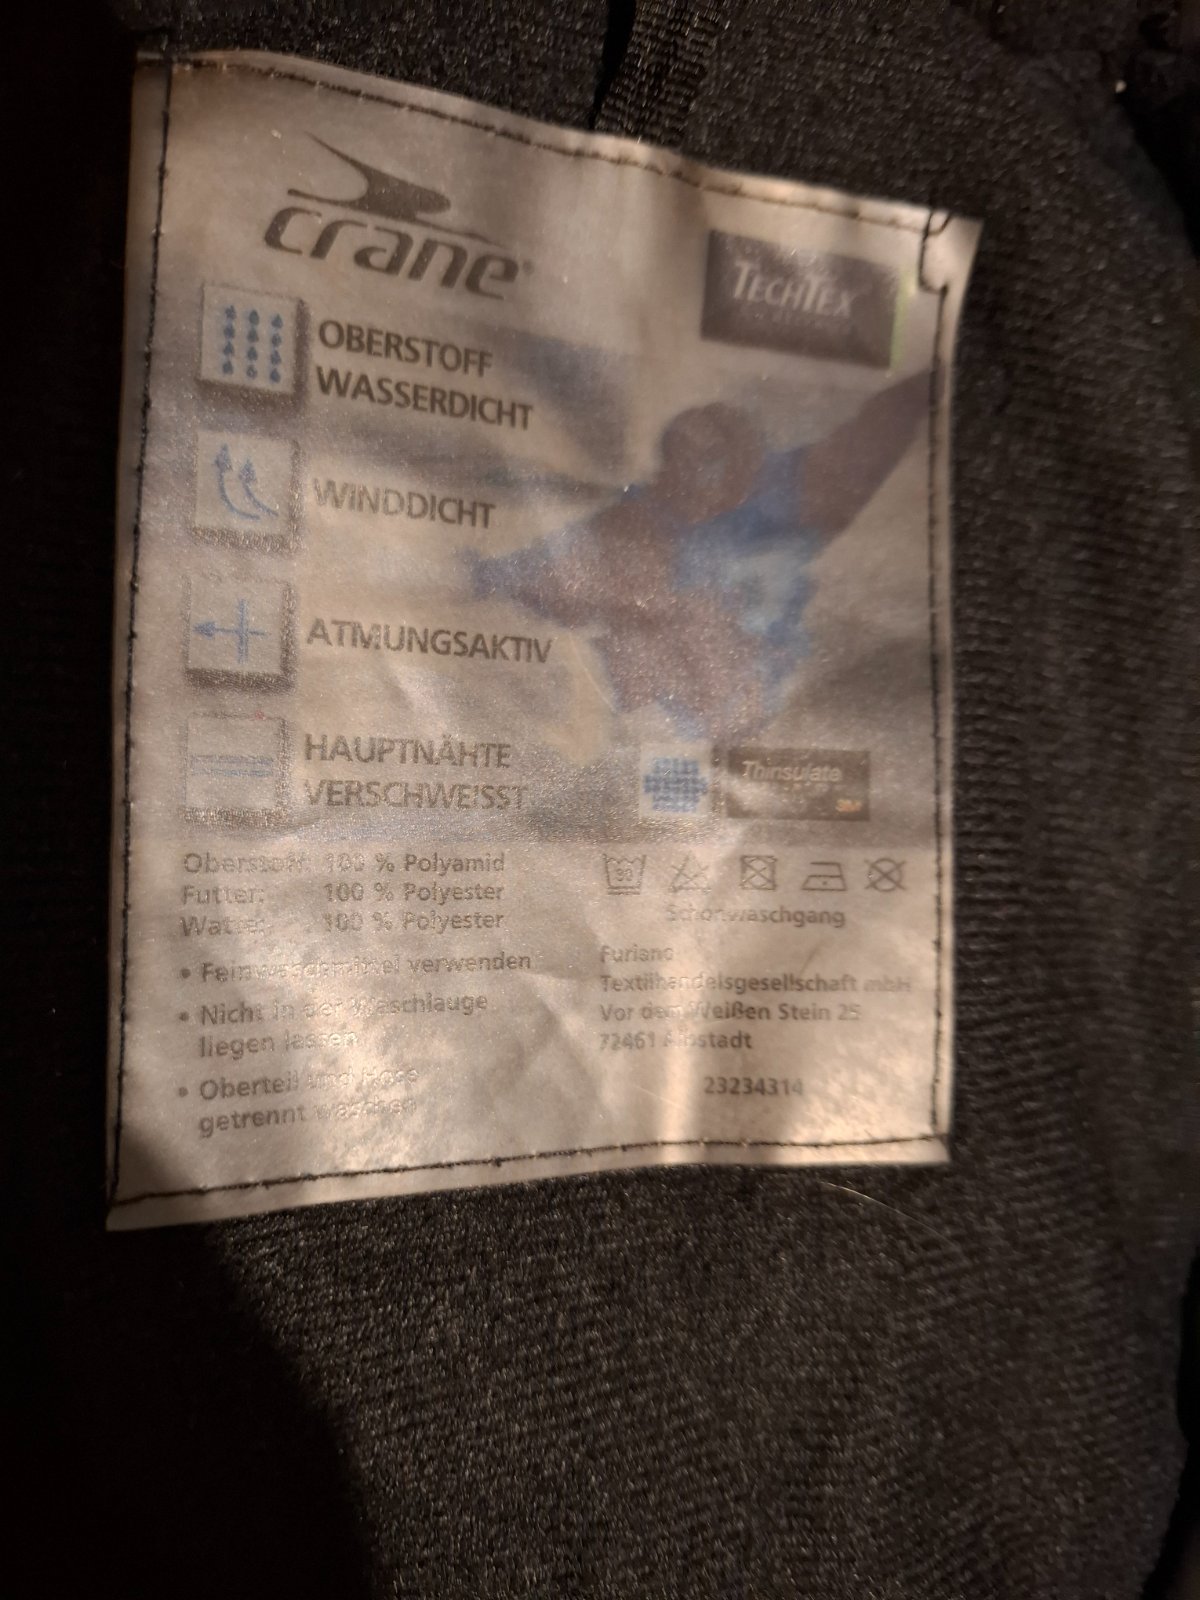 crane®
TECHTEX
OBERSTOFF
WASSERDICHT
WINDDICHT
ATMUNGSAKTIV
HAUPTNÄHTE
VERSCHWEISST
Thinsulate
3M
Oberstoff: 100 % Polyamid
Futter: 100 % Polyester
Watte: 100 % Polyester
• Feinwaschmittel verwenden
• Nicht in der Waschlauge
liegen lassen
• Oberteil und Hose
getrennt waschen
30
Schonwaschgang
Furiano
Textilhandelsgesellschaft mbH
Vor dem Weißen Stein 25
72461 Albstadt
23234314